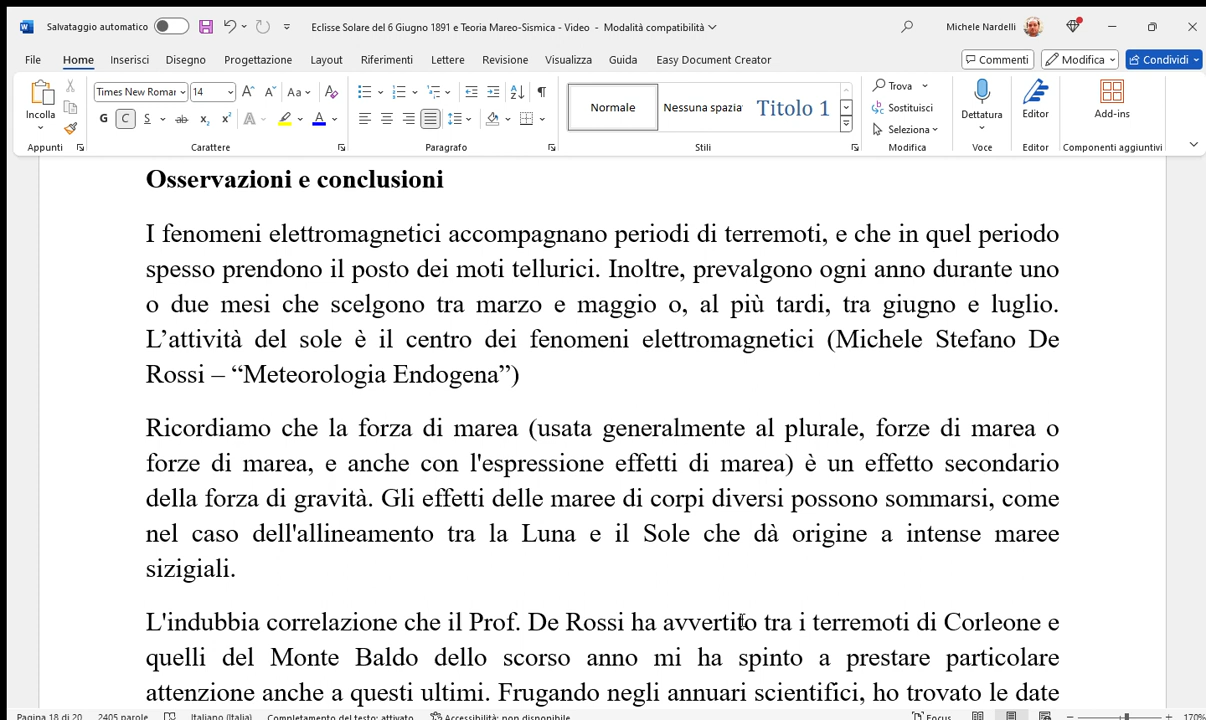 Salvataggio automatico
Eclisse Solare del 6 Giugno 1891 e Teoria Mareo-Sismica - Video - Modalità compatibilità
Michele Nardelli
File Home Inserisci Disegno Progettazione Layout Riferimenti Lettere Revisione Visualizza Guida Easy Document Creator
Commenti Modifica Condividi
Incolla
Times New Roman 14
Aa
G C S ab x₂ x² A A
Normale Nessuna spazia Titolo 1
Trova
Sostituisci
Seleziona
Dettatura Editor Add-ins
Appunti Carattere Paragrafo Stili Modifica Voce Editor Componenti aggiuntivi
Osservazioni e conclusioni
I fenomeni elettromagnetici accompagnano periodi di terremoti, e che in quel periodo
spesso prendono il posto dei moti tellurici. Inoltre, prevalgono ogni anno durante uno
o due mesi che scelgono tra marzo e maggio o, al più tardi, tra giugno e luglio.
L’attività del sole è il centro dei fenomeni elettromagnetici (Michele Stefano De
Rossi – “Meteorologia Endogena”)
Ricordiamo che la forza di marea (usata generalmente al plurale, forze di marea o
forze di marea, e anche con l'espressione effetti di marea) è un effetto secondario
della forza di gravità. Gli effetti delle maree di corpi diversi possono sommarsi, come
nel caso dell'allineamento tra la Luna e il Sole che dà origine a intense maree
sizigiali.
L'indubbia correlazione che il Prof. De Rossi ha avvertito tra i terremoti di Corleone e
quelli del Monte Baldo dello scorso anno mi ha spinto a prestare particolare
attenzione anche a questi ultimi. Frugando negli annuari scientifici, ho trovato le date
Pagina 18 di 20 2405 parole Italiano (Italia) Completamento del testo: attivato Accessibilità: non disponibile Focus 170%